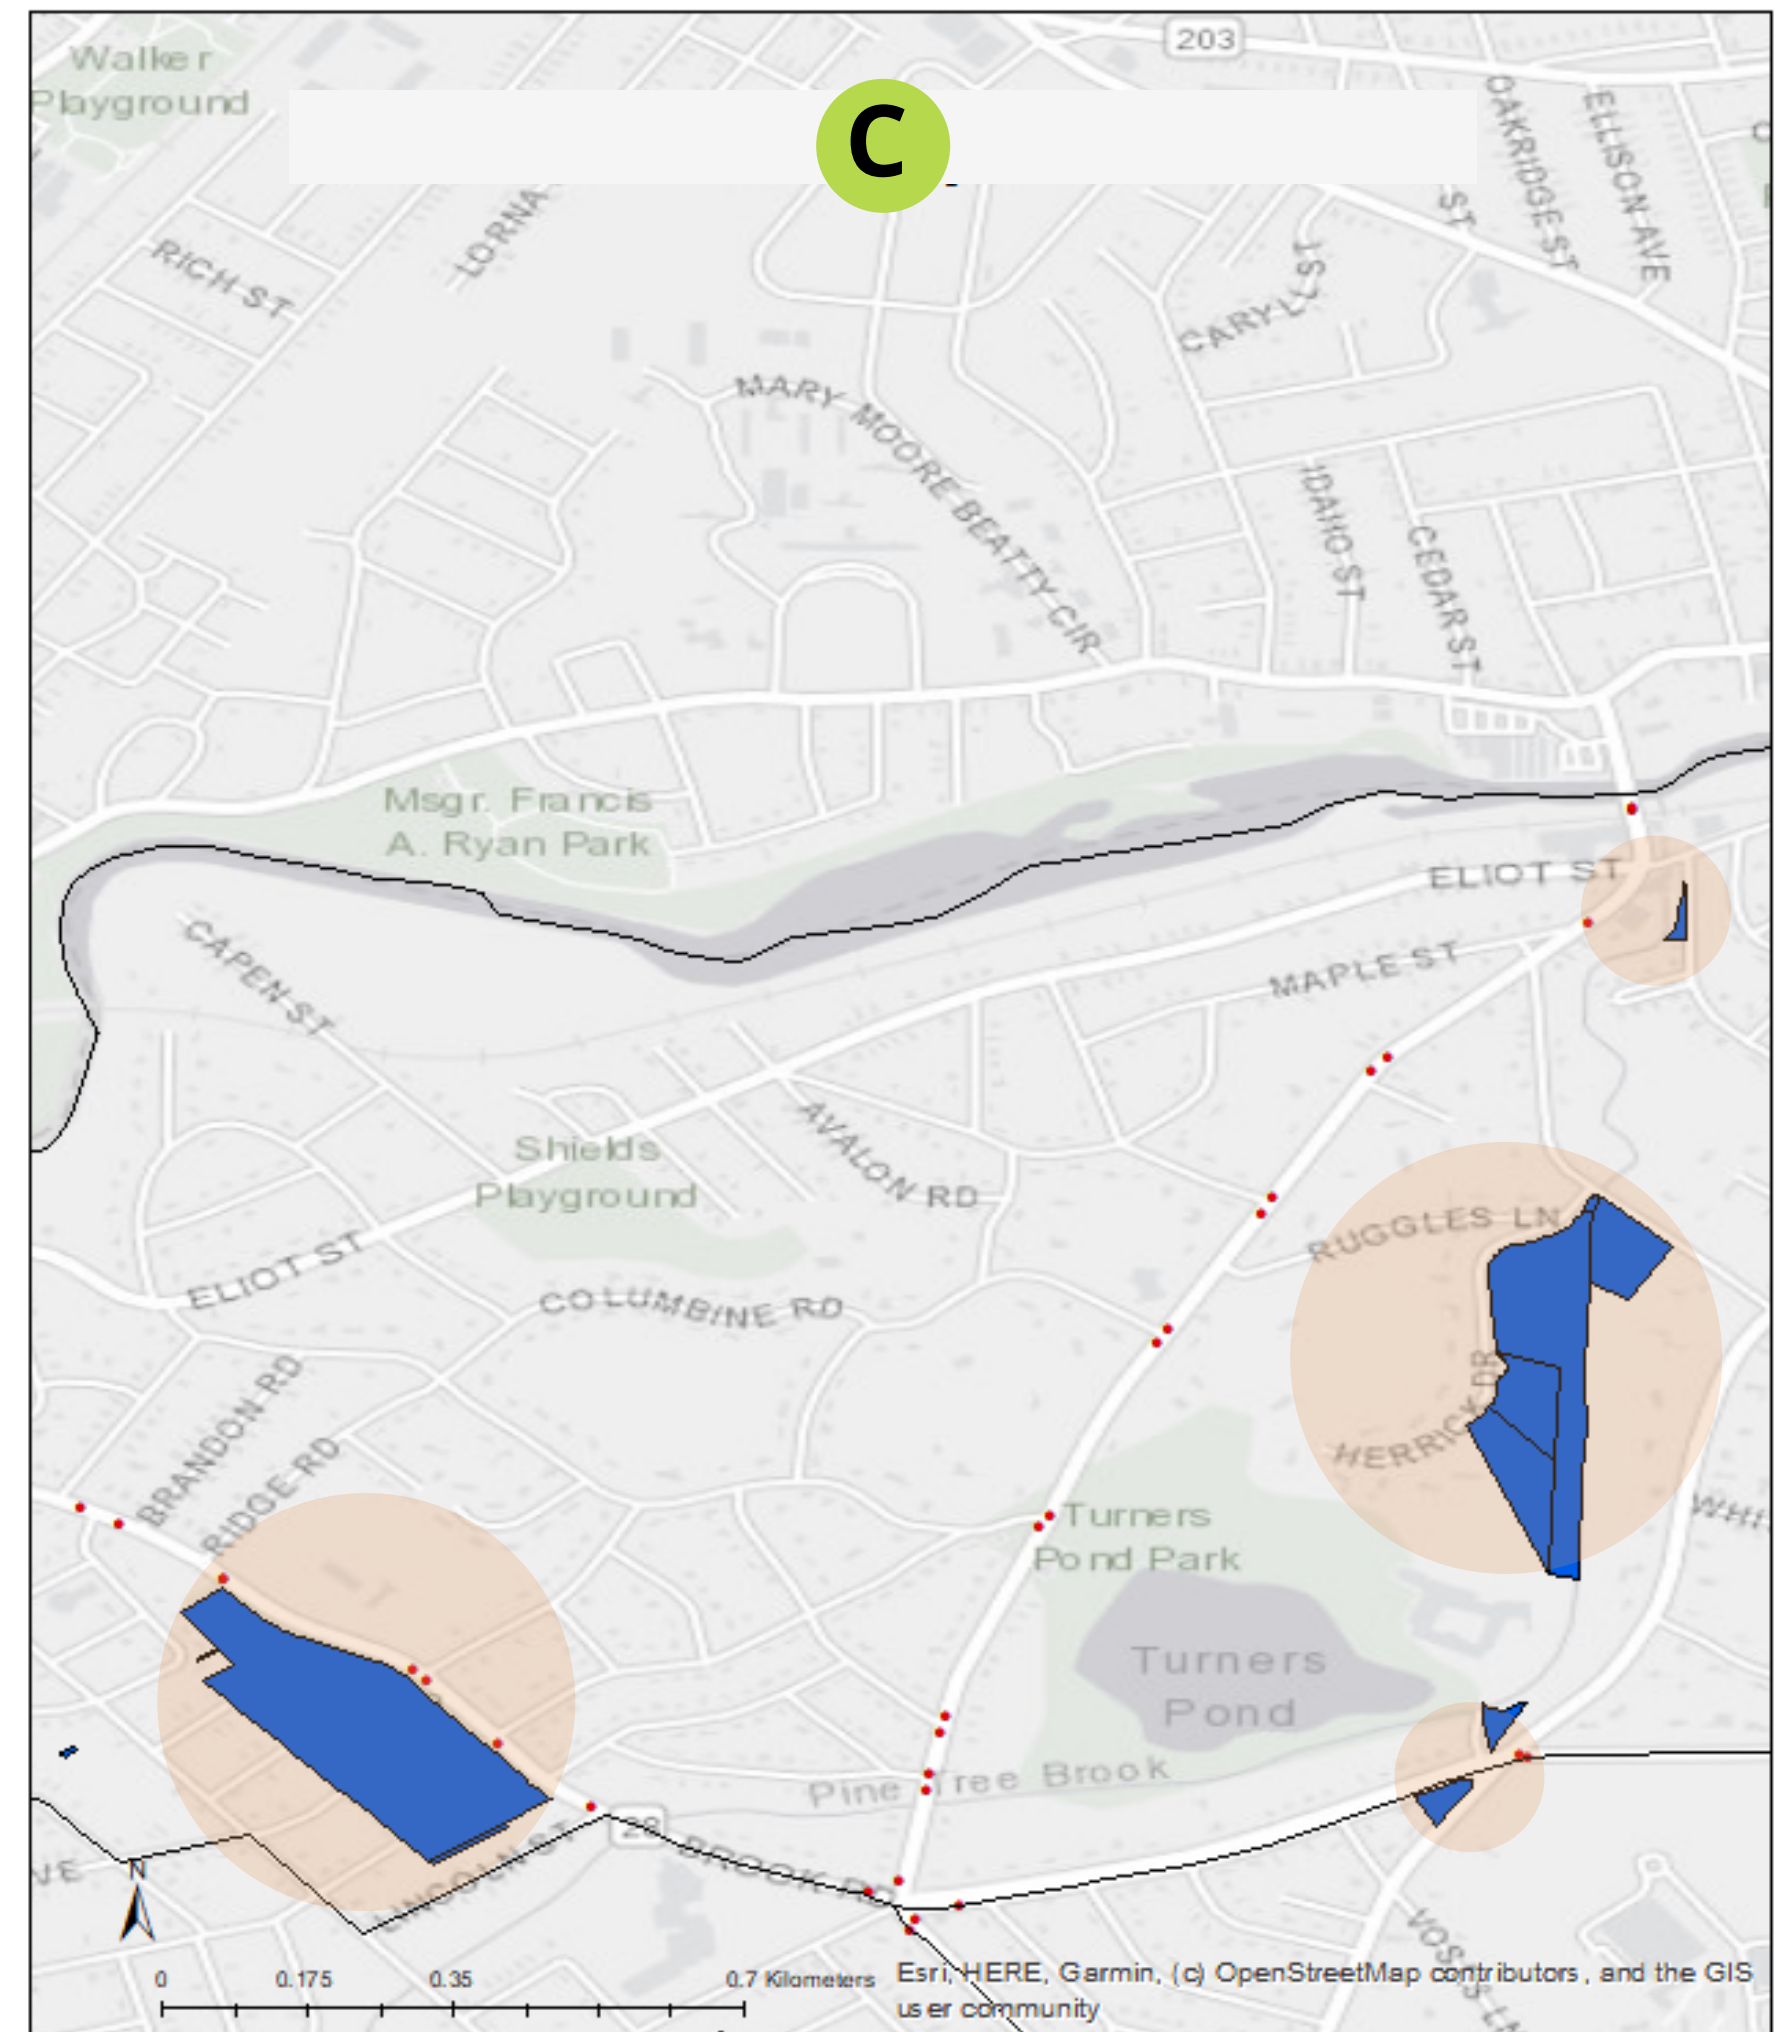 Walker
Playground
203
C
OAKRIDGE ST
ELLISON AVE
ST
LORNA
RICH ST
CARYL ST
MARY MOORE BEATTY CIR
IDAHO ST
CEDAR ST
Msgr. Francis
A. Ryan Park
ELIOT ST
CAPEN ST
MAPLE ST
AVALON RD
Shields
Playground
RUGGLES LN
ELIOT ST
COLUMBINE RD
HERRICK DR
BRANDON RD
RIDGE RD
Turners
Pond Park
Turners
Pond
Pine Tree Brook
28
BROOK RD
LINCOLN ST
N
0 0.175 0.35 0.7 Kilometers
Esri, HERE, Garmin, (c) OpenStreetMap contributors, and the GIS
user community